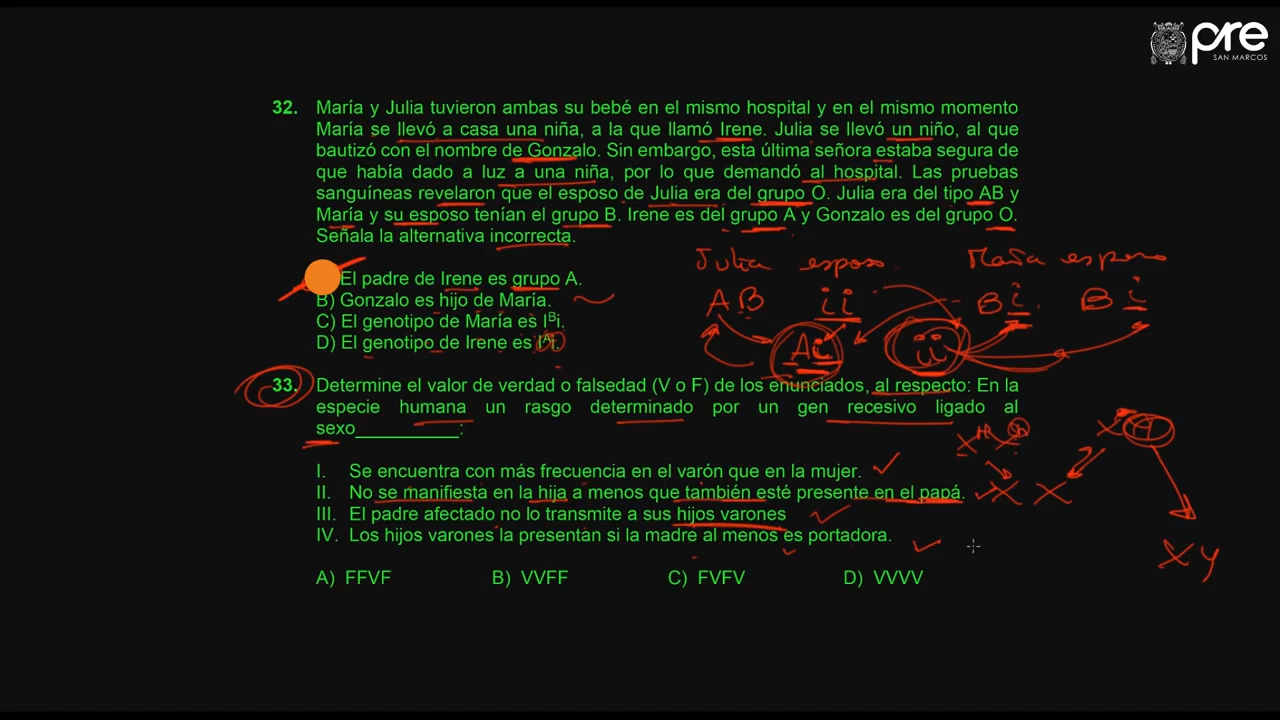 pre
SAN MARCOS
32. María y Julia tuvieron ambas su bebé en el mismo hospital y en el mismo momento
María se llevó a casa una niña, a la que llamó Irene. Julia se llevó un niño, al que
bautizó con el nombre de Gonzalo. Sin embargo, esta última señora estaba segura de
que había dado a luz a una niña, por lo que demandó al hospital. Las pruebas
sanguíneas revelaron que el esposo de Julia era del grupo O. Julia era del tipo AB y
María y su esposo tenían el grupo B. Irene es del grupo A y Gonzalo es del grupo O.
Señala la alternativa incorrecta.
Julia esposo María esposo
El padre de Irene es grupo A.
B) Gonzalo es hijo de María.
AB ii Bi Bi
C) El genotipo de María es Iᴮi.
D) El genotipo de Irene es Iᴬi.
Ai ii
33. Determine el valor de verdad o falsedad (V o F) de los enunciados, al respecto: En la
especie humana un rasgo determinado por un gen recesivo ligado al
sexo__________:
I. Se encuentra con más frecuencia en el varón que en la mujer.
II. No se manifiesta en la hija a menos que también esté presente en el papá.
X X
III. El padre afectado no lo transmite a sus hijos varones
IV. Los hijos varones la presentan si la madre al menos es portadora.
X y
A) FFVF B) VVFF C) FVFV D) VVVV